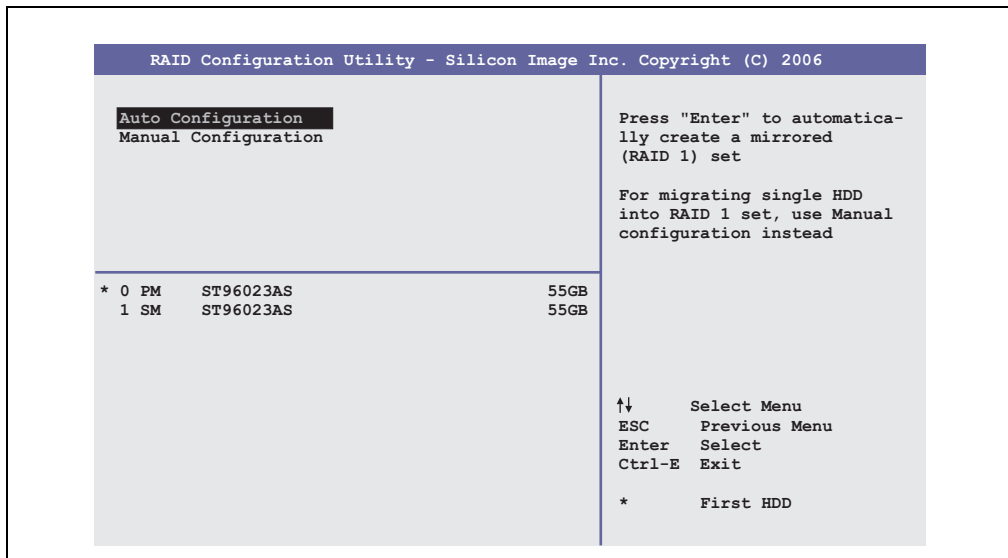 RAID Configuration Utility - Silicon Image Inc. Copyright (C) 2006
Auto Configuration
Manual Configuration
Press "Enter" to automatica-
lly create a mirrored
(RAID 1) set
For migrating single HDD
into RAID 1 set, use Manual
configuration instead
* 0 PM ST96023AS 55GB
1 SM ST96023AS 55GB
↑↓ Select Menu
ESC Previous Menu
Enter Select
Ctrl-E Exit
* First HDD